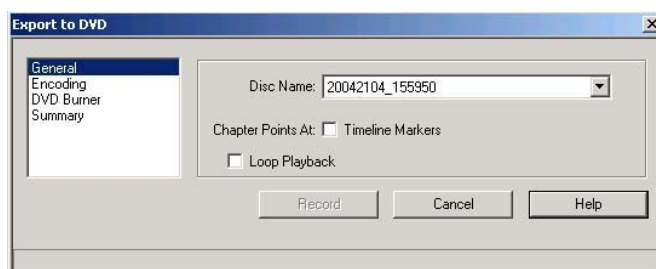 Export to DVD
General
Encoding
DVD Burner
Summary
Disc Name: 20042104_155950
Chapter Points At: Timeline Markers
Loop Playback
Record Cancel Help